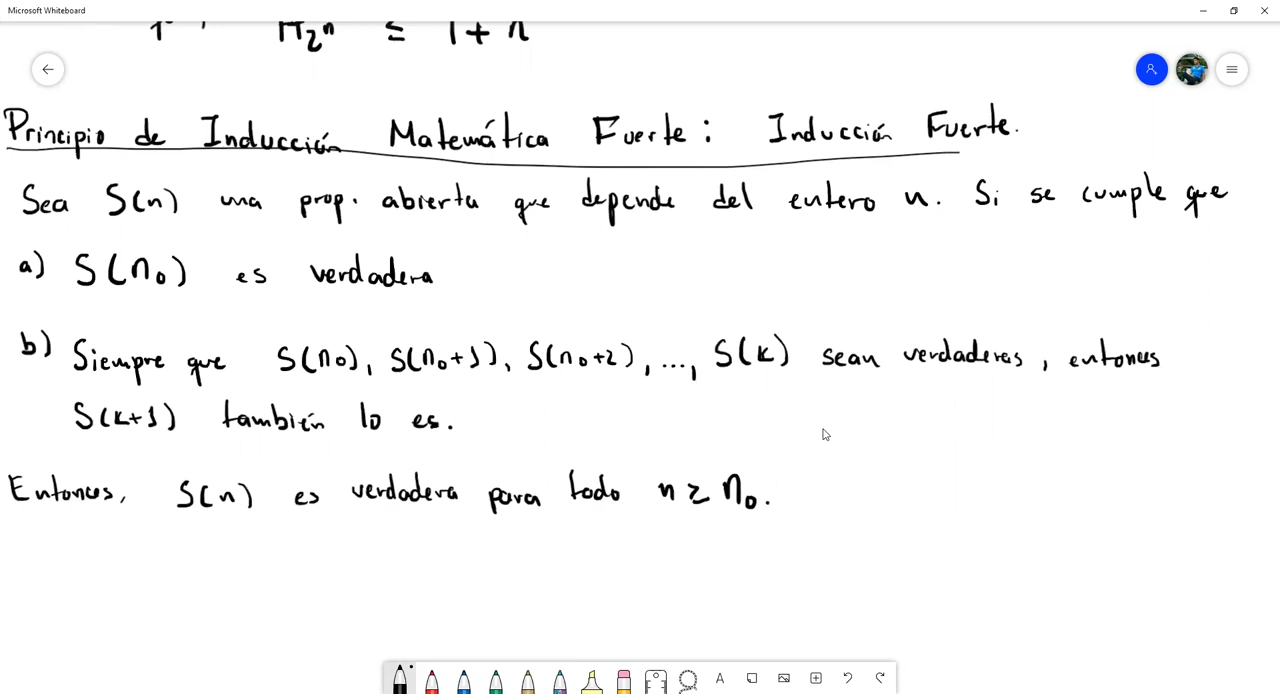 Microsoft Whiteboard
H₂ⁿ ≤ 1 + n
Principio de Inducción Matemática Fuerte: Inducción Fuerte.
Sea S(n) una prop. abierta que depende del entero n. Si se cumple que
a) S(n₀) es verdadera
b) Siempre que S(n₀), S(n₀+1), S(n₀+2), ..., S(k) sean verdaderas, entonces
S(k+1) también lo es.
Entonces, S(n) es verdadera para todo n ≥ n₀.
A